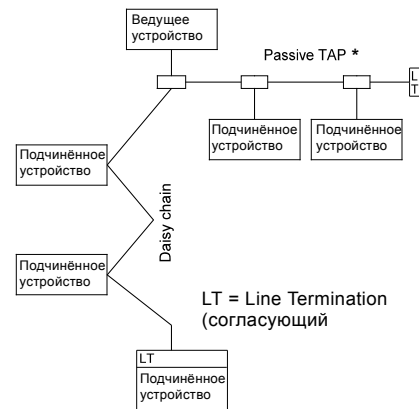 Ведущее
устройство
Passive TAP *
L
T
Подчинённое
устройство
Подчинённое
устройство
Подчинённое
устройство
Daisy chain
Подчинённое
устройство
LT = Line Termination
(согласующий
LT
Подчинённое
устройство